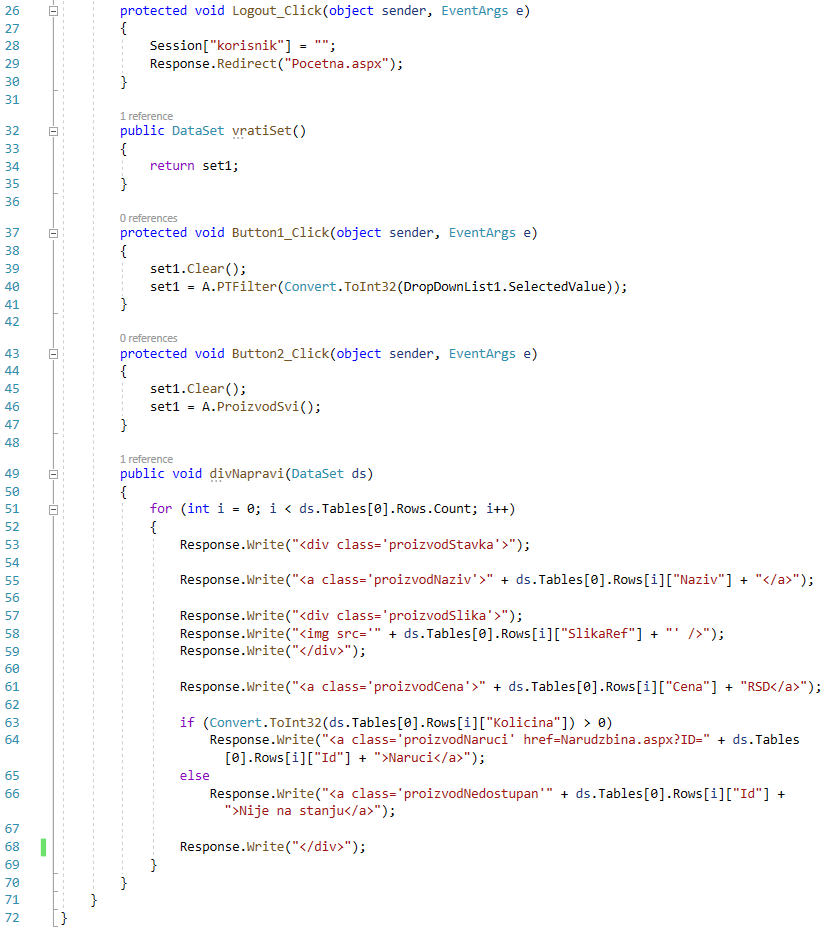 26 protected void Logout_Click(object sender, EventArgs e)
27 {
28 Session["korisnik"] = "";
29 Response.Redirect("Pocetna.aspx");
30 }
31
1 reference
32 public DataSet vratiSet()
33 {
34 return set1;
35 }
36
0 references
37 protected void Button1_Click(object sender, EventArgs e)
38 {
39 set1.Clear();
40 set1 = A.PTFilter(Convert.ToInt32(DropDownList1.SelectedValue));
41 }
42
0 references
43 protected void Button2_Click(object sender, EventArgs e)
44 {
45 set1.Clear();
46 set1 = A.ProizvodSvi();
47 }
48
1 reference
49 public void divNapravi(DataSet ds)
50 {
51 for (int i = 0; i < ds.Tables[0].Rows.Count; i++)
52 {
53 Response.Write("<div class='proizvodStavka'>");
54
55 Response.Write("<a class='proizvodNaziv'>" + ds.Tables[0].Rows[i]["Naziv"] + "</a>");
56
57 Response.Write("<div class='proizvodSlika'>");
58 Response.Write("<img src='" + ds.Tables[0].Rows[i]["SlikaRef"] + "' />");
59 Response.Write("</div>");
60
61 Response.Write("<a class='proizvodCena'>" + ds.Tables[0].Rows[i]["Cena"] + "RSD</a>");
62
63 if (Convert.ToInt32(ds.Tables[0].Rows[i]["Kolicina"]) > 0)
64 Response.Write("<a class='proizvodNaruci' href=Narudzbina.aspx?ID=" + ds.Tables
[0].Rows[i]["Id"] + ">Naruci</a>");
65 else
66 Response.Write("<a class='proizvodNedostupan'" + ds.Tables[0].Rows[i]["Id"] +
">Nije na stanju</a>");
67
68 Response.Write("</div>");
69 }
70 }
71 }
72 }